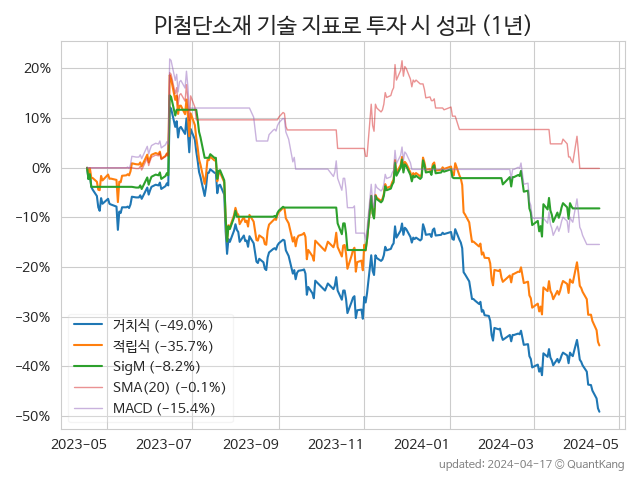 PI첨단소재 기술 지표로 투자 시 성과 (1년)
20%
10%
0%
−10%
−20%
−30%
−40%
−50%
거치식 (−49.0%)
적립식 (−35.7%)
SigM (−8.2%)
SMA(20) (−0.1%)
MACD (−15.4%)
2023-05 2023-07 2023-09 2023-11 2024-01 2024-03 2024-05
updated: 2024-04-17 © QuantKang